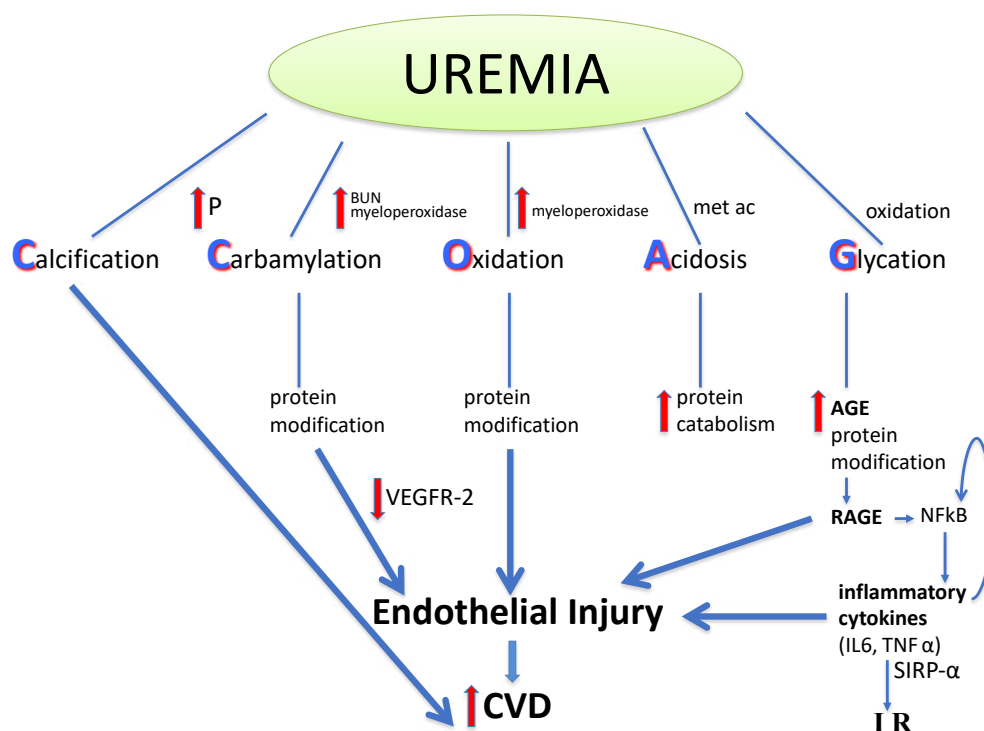 UREMIA
P
BUN
myeloperoxidase
myeloperoxidase
met ac
oxidation
Calcification
Carbamylation
Oxidation
Acidosis
Glycation
protein
modification
protein
modification
protein
catabolism
AGE
protein
modification
VEGFR-2
RAGE
NFkB
Endothelial Injury
inflammatory
cytokines
(IL6, TNF α)
SIRP-α
CVD
I R